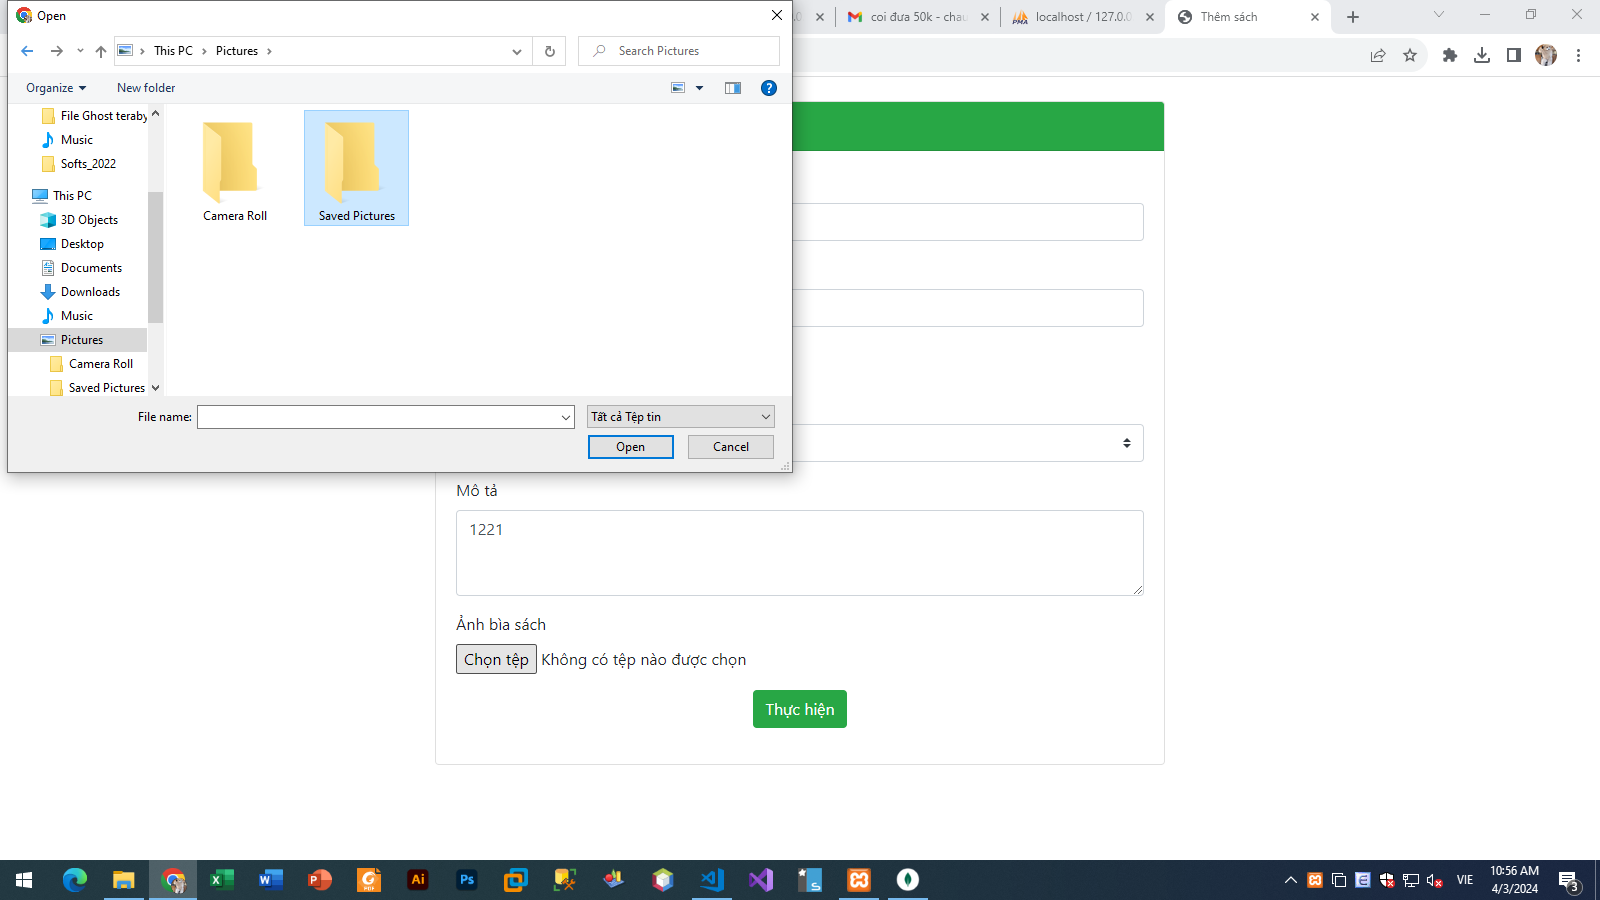 Open
coi đưa 50k - chau
localhost / 127.0.0
Thêm sách
This PC
Pictures
Search Pictures
Organize
New folder
File Ghost teraby
Music
Softs_2022
This PC
3D Objects
Desktop
Documents
Downloads
Music
Pictures
Camera Roll
Saved Pictures
Camera Roll
Saved Pictures
File name:
Tất cả Tệp tin
Open
Cancel
Mô tả
1221
Ảnh bìa sách
Chọn tệp Không có tệp nào được chọn
Thực hiện
VIE
10:56 AM
4/3/2024
3